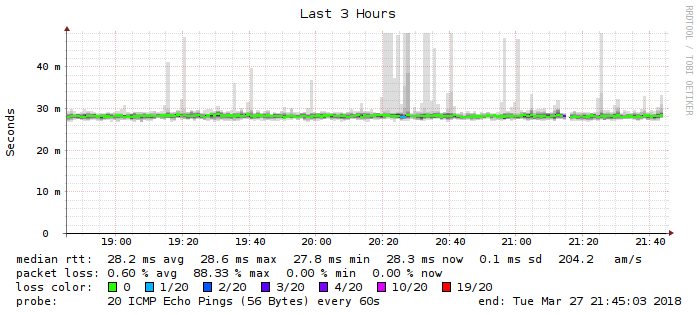 Last 3 Hours
RRDTOOL / TOBI OETIKER
Seconds
40 m
30 m
20 m
10 m
0
19:00 19:20 19:40 20:00 20:20 20:40 21:00 21:20 21:40
median rtt: 28.2 ms avg 28.6 ms max 27.8 ms min 28.3 ms now 0.1 ms sd 204.2 am/s
packet loss: 0.60 % avg 88.33 % max 0.00 % min 0.00 % now
loss color: 0 1/20 2/20 3/20 4/20 10/20 19/20
probe: 20 ICMP Echo Pings (56 Bytes) every 60s end: Tue Mar 27 21:45:03 2018